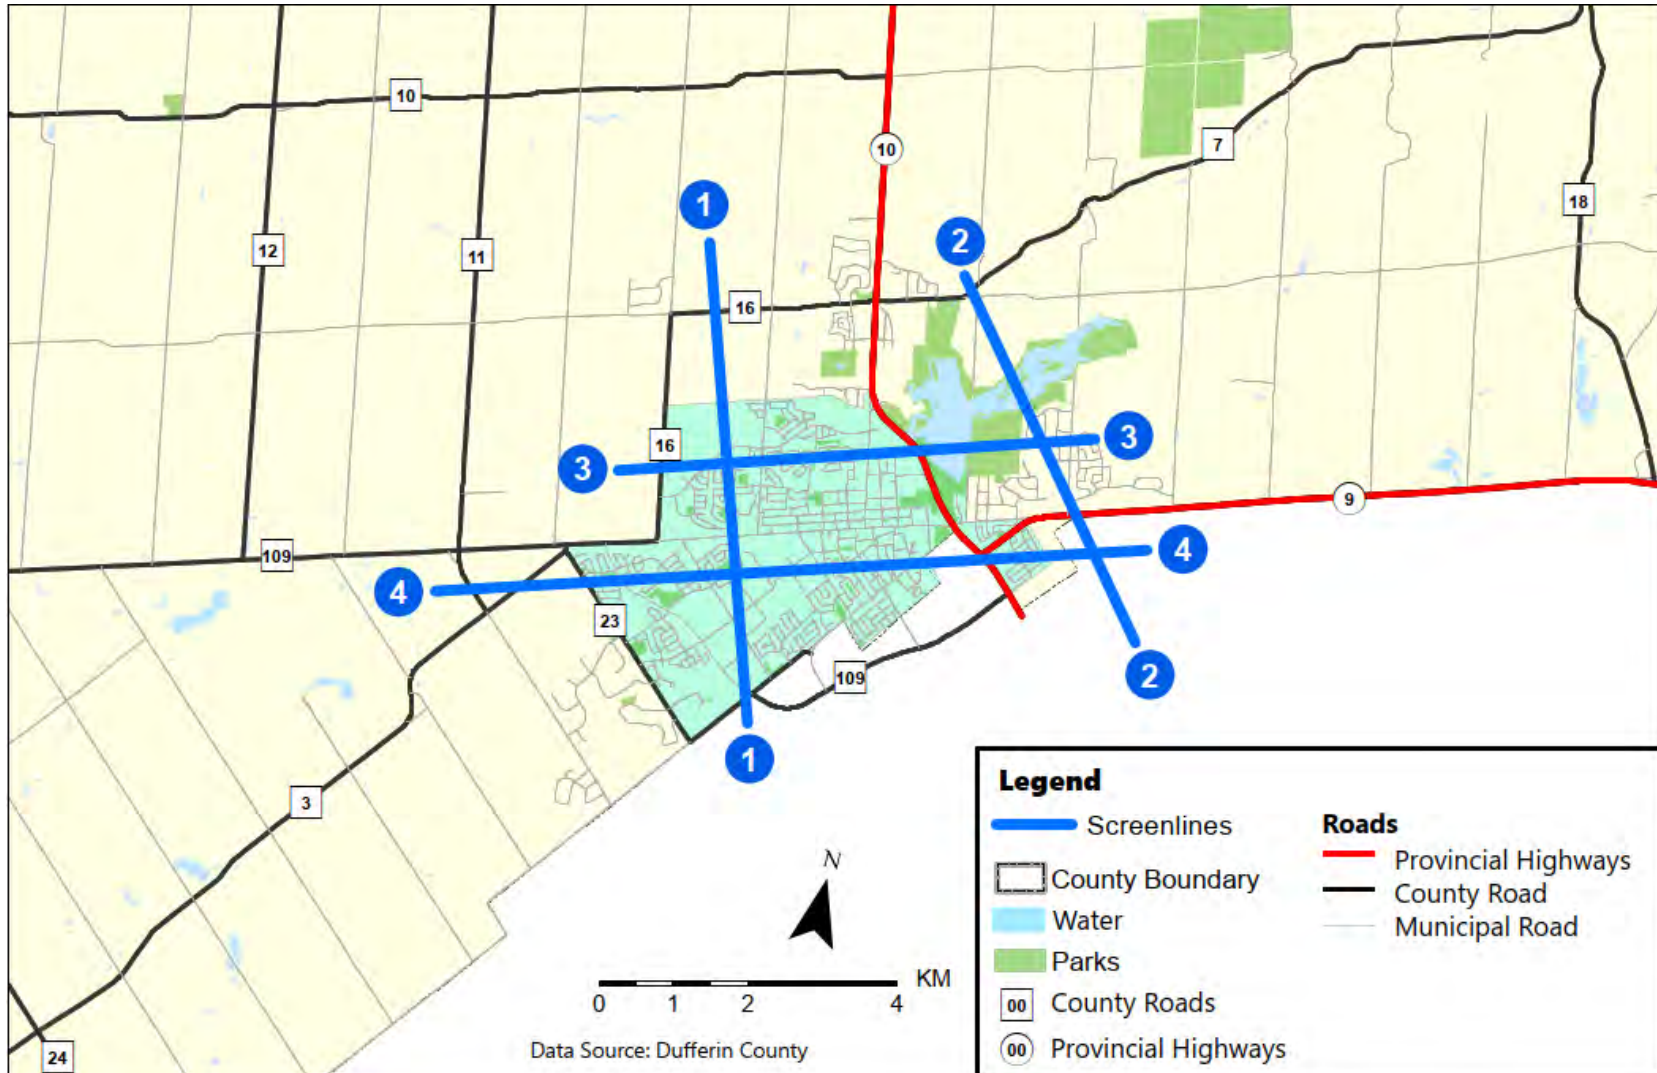 10
10
7
18
1
12
11
2
16
16
3
3
9
109
4
4
23
109
2
1
3
24
N
0 1 2 4 KM
Data Source: Dufferin County
Legend
Screenlines
County Boundary
Water
Parks
00 County Roads
00 Provincial Highways
Roads
Provincial Highways
County Road
Municipal Road